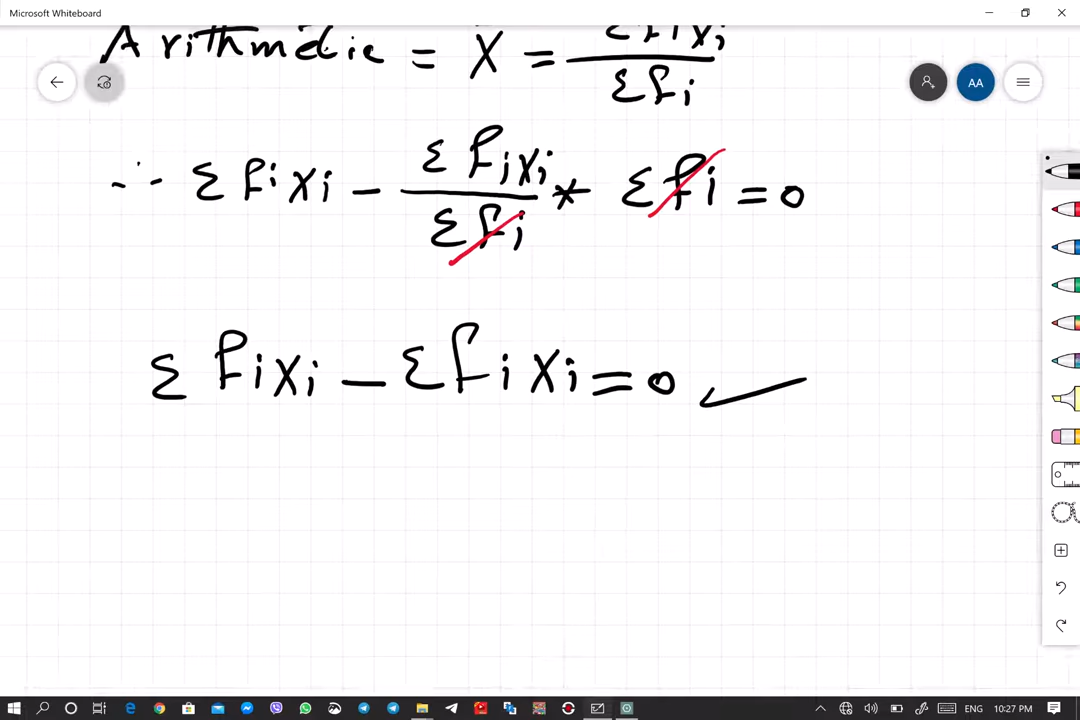 Microsoft Whiteboard
Arithmetic = X = Σfixi / Σfi
AA
∴ Σfixi - Σfixi / Σfi * Σfi = 0
Σfixi - Σfixi = 0 ✓
ENG 10:27 PM